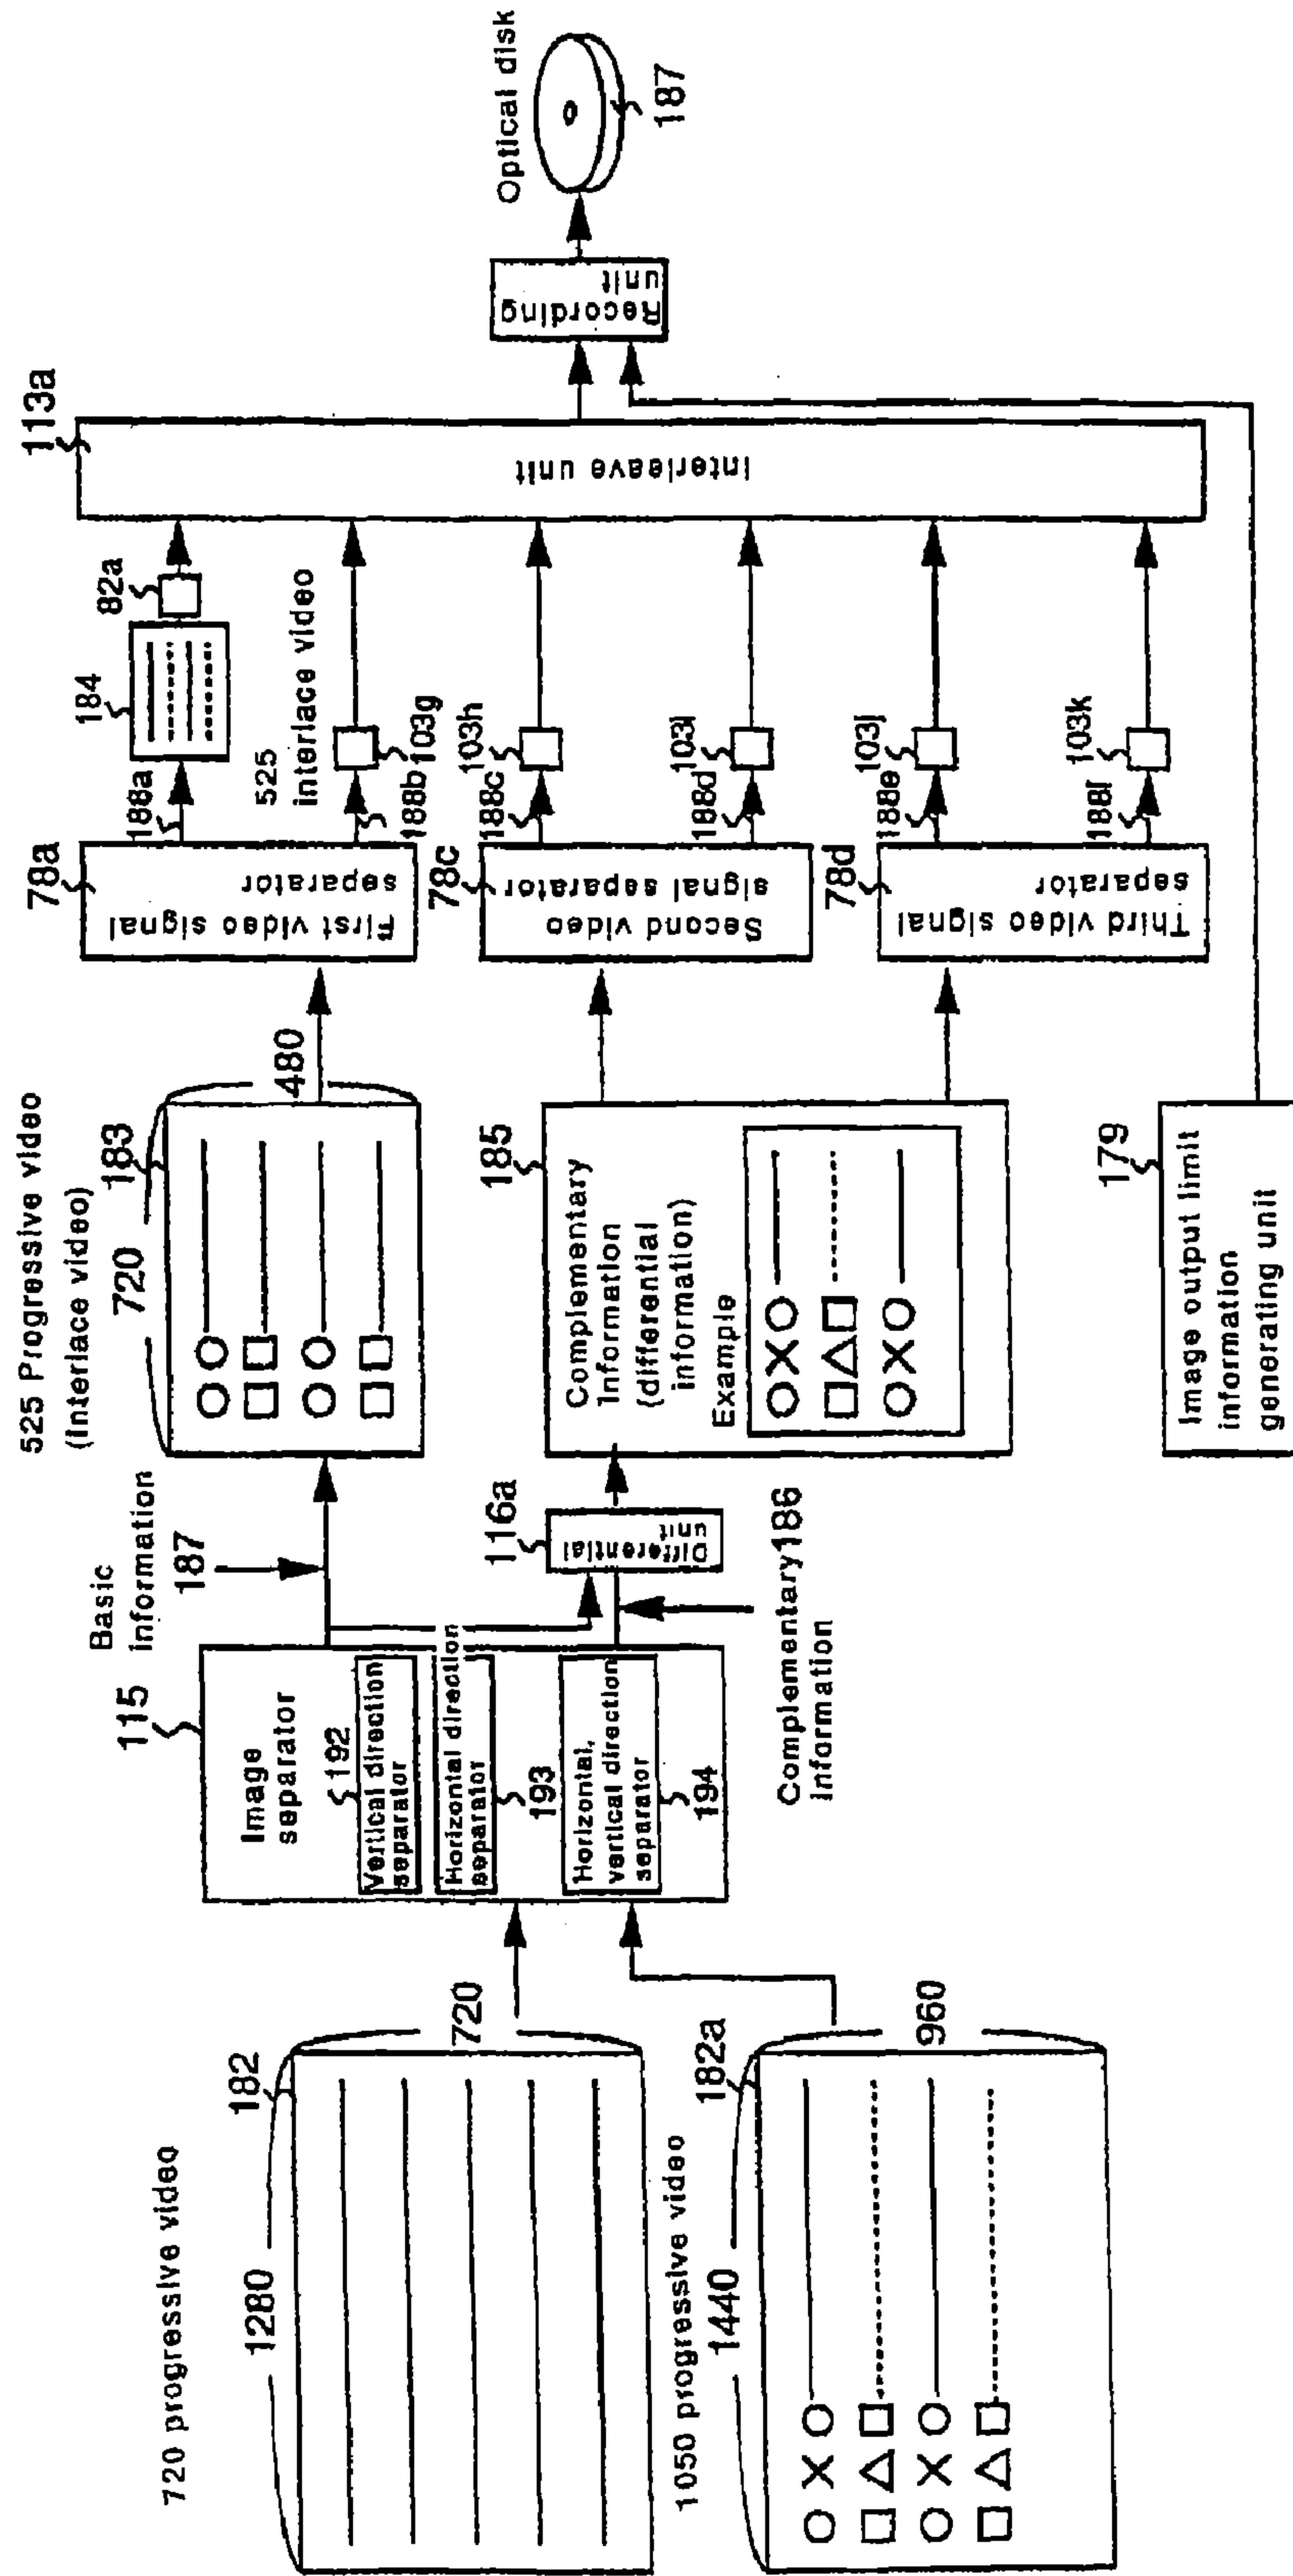 720 progressive video
1280
182
720
1050 progressive video
1440
182a
960
115
Image
separator
192
Vertical direction
separator
Horizontal direction
separator
193
Horizontal,
vertical direction
separator
194
Basic
information
187
116a
Differential
unit
Complementary
information
186
525 Progressive video
(Interlace video)
720
183
480
185
Complementary
information
(differential
information)
Example
179
Image output limit
information
generating unit
78a
First video signal
separator
78c
Second video
signal separator
78d
Third video signal
separator
188a
184
82a
525
interlace video
188b
103g
188c
103h
188d
103i
188e
103j
188f
103k
113a
interleave unit
Recording
unit
Optical disk
187